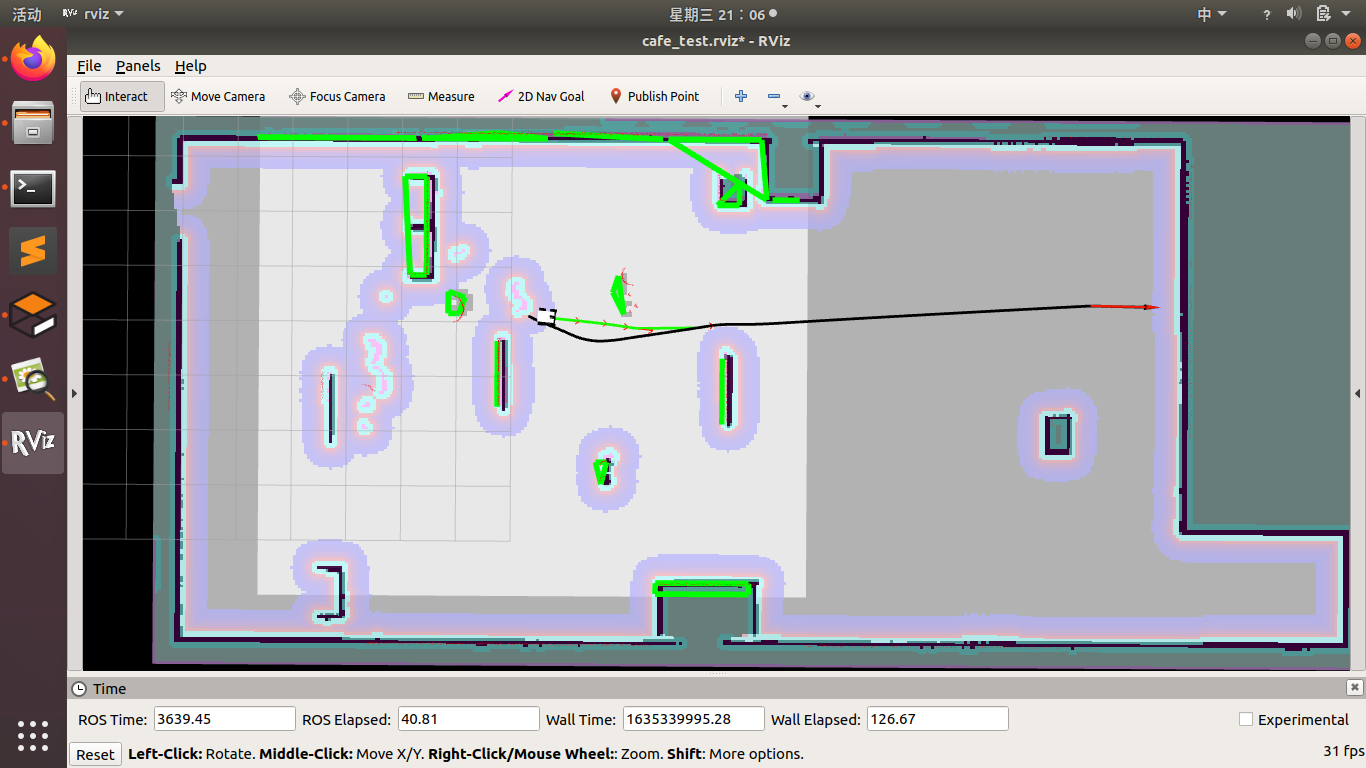 活动 RViz rviz 星期三 21：06 中 ?
cafe_test.rviz* - RViz
File Panels Help
Interact Move Camera Focus Camera Measure 2D Nav Goal Publish Point
RViz
Time
ROS Time: 3639.45 ROS Elapsed: 40.81 Wall Time: 1635339995.28 Wall Elapsed: 126.67 Experimental
Reset Left-Click: Rotate. Middle-Click: Move X/Y. Right-Click/Mouse Wheel:: Zoom. Shift: More options. 31 fps